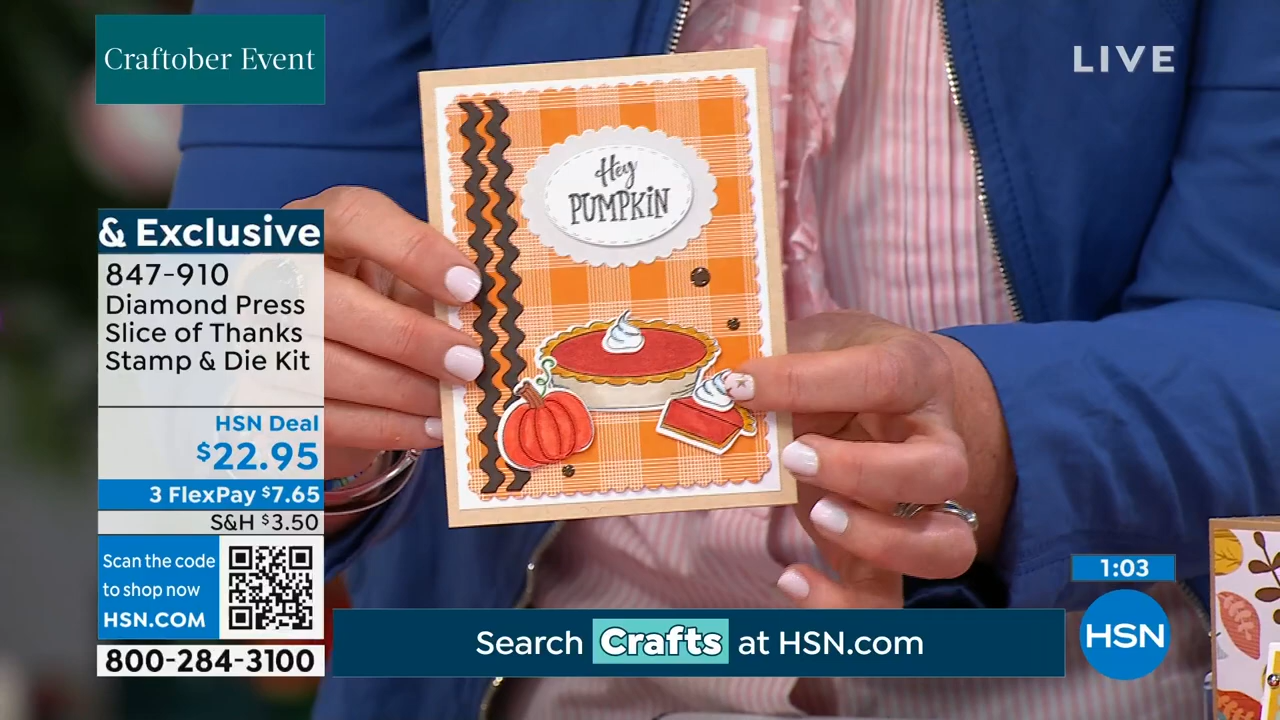 Craftober Event
LIVE
Hey
PUMPKIN
& Exclusive
847-910
Diamond Press
Slice of Thanks
Stamp & Die Kit
HSN Deal
$22.95
3 FlexPay $7.65
S&H $3.50
Scan the code
to shop now
HSN.COM
800-284-3100
1:03
HSN
Search Crafts at HSN.com